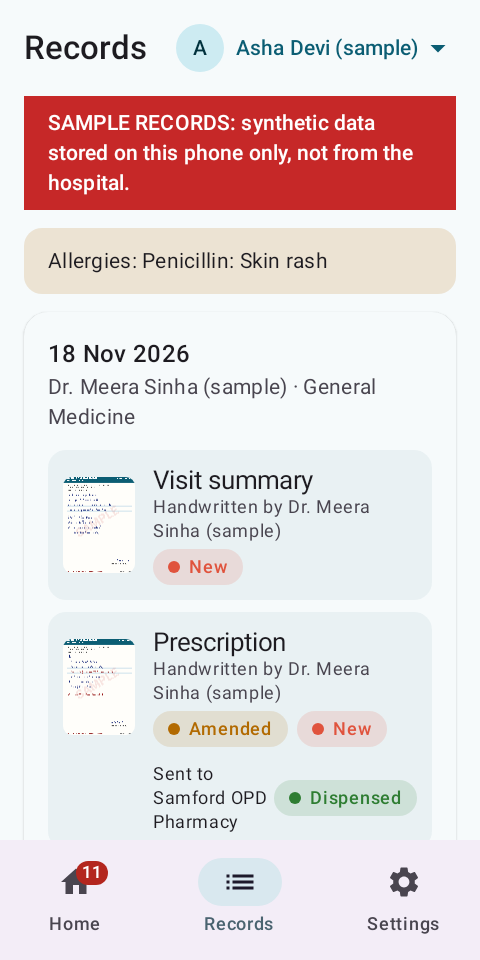 Records
A
Asha Devi (sample)
SAMPLE RECORDS: synthetic data
stored on this phone only, not from the
hospital.
Allergies: Penicillin: Skin rash
18 Nov 2026
Dr. Meera Sinha (sample) · General
Medicine
Visit summary
Handwritten by Dr. Meera
Sinha (sample)
New
Prescription
Handwritten by Dr. Meera
Sinha (sample)
Amended
New
Sent to
Samford OPD
Pharmacy
Dispensed
11
Home
Records
Settings